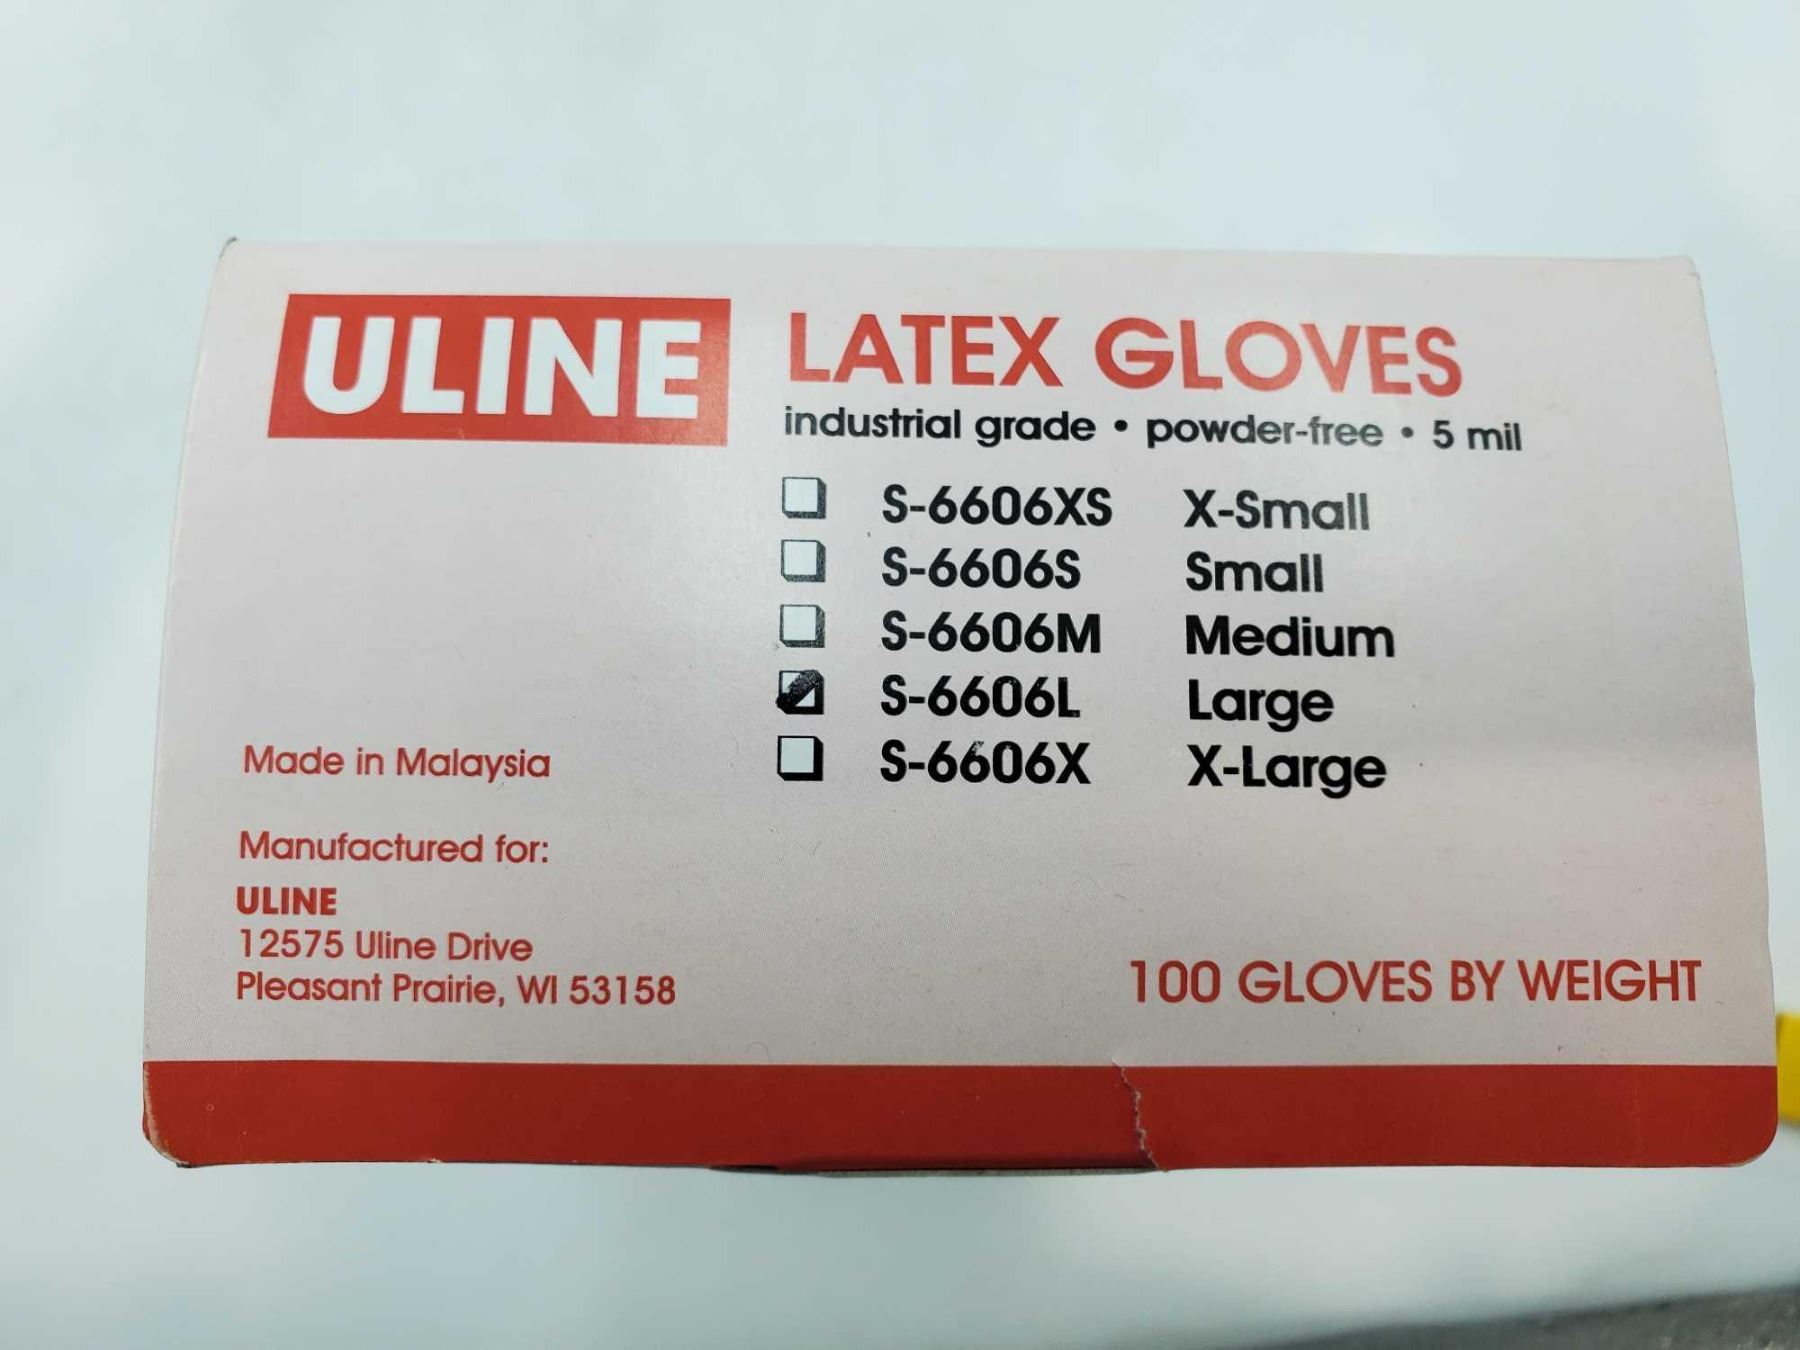 ULINE
LATEX GLOVES
industrial grade • powder-free • 5 mil
S-6606XS X-Small
S-6606S Small
S-6606M Medium
S-6606L Large
S-6606X X-Large
Made in Malaysia
Manufactured for:
ULINE
12575 Uline Drive
Pleasant Prairie, WI 53158
100 GLOVES BY WEIGHT